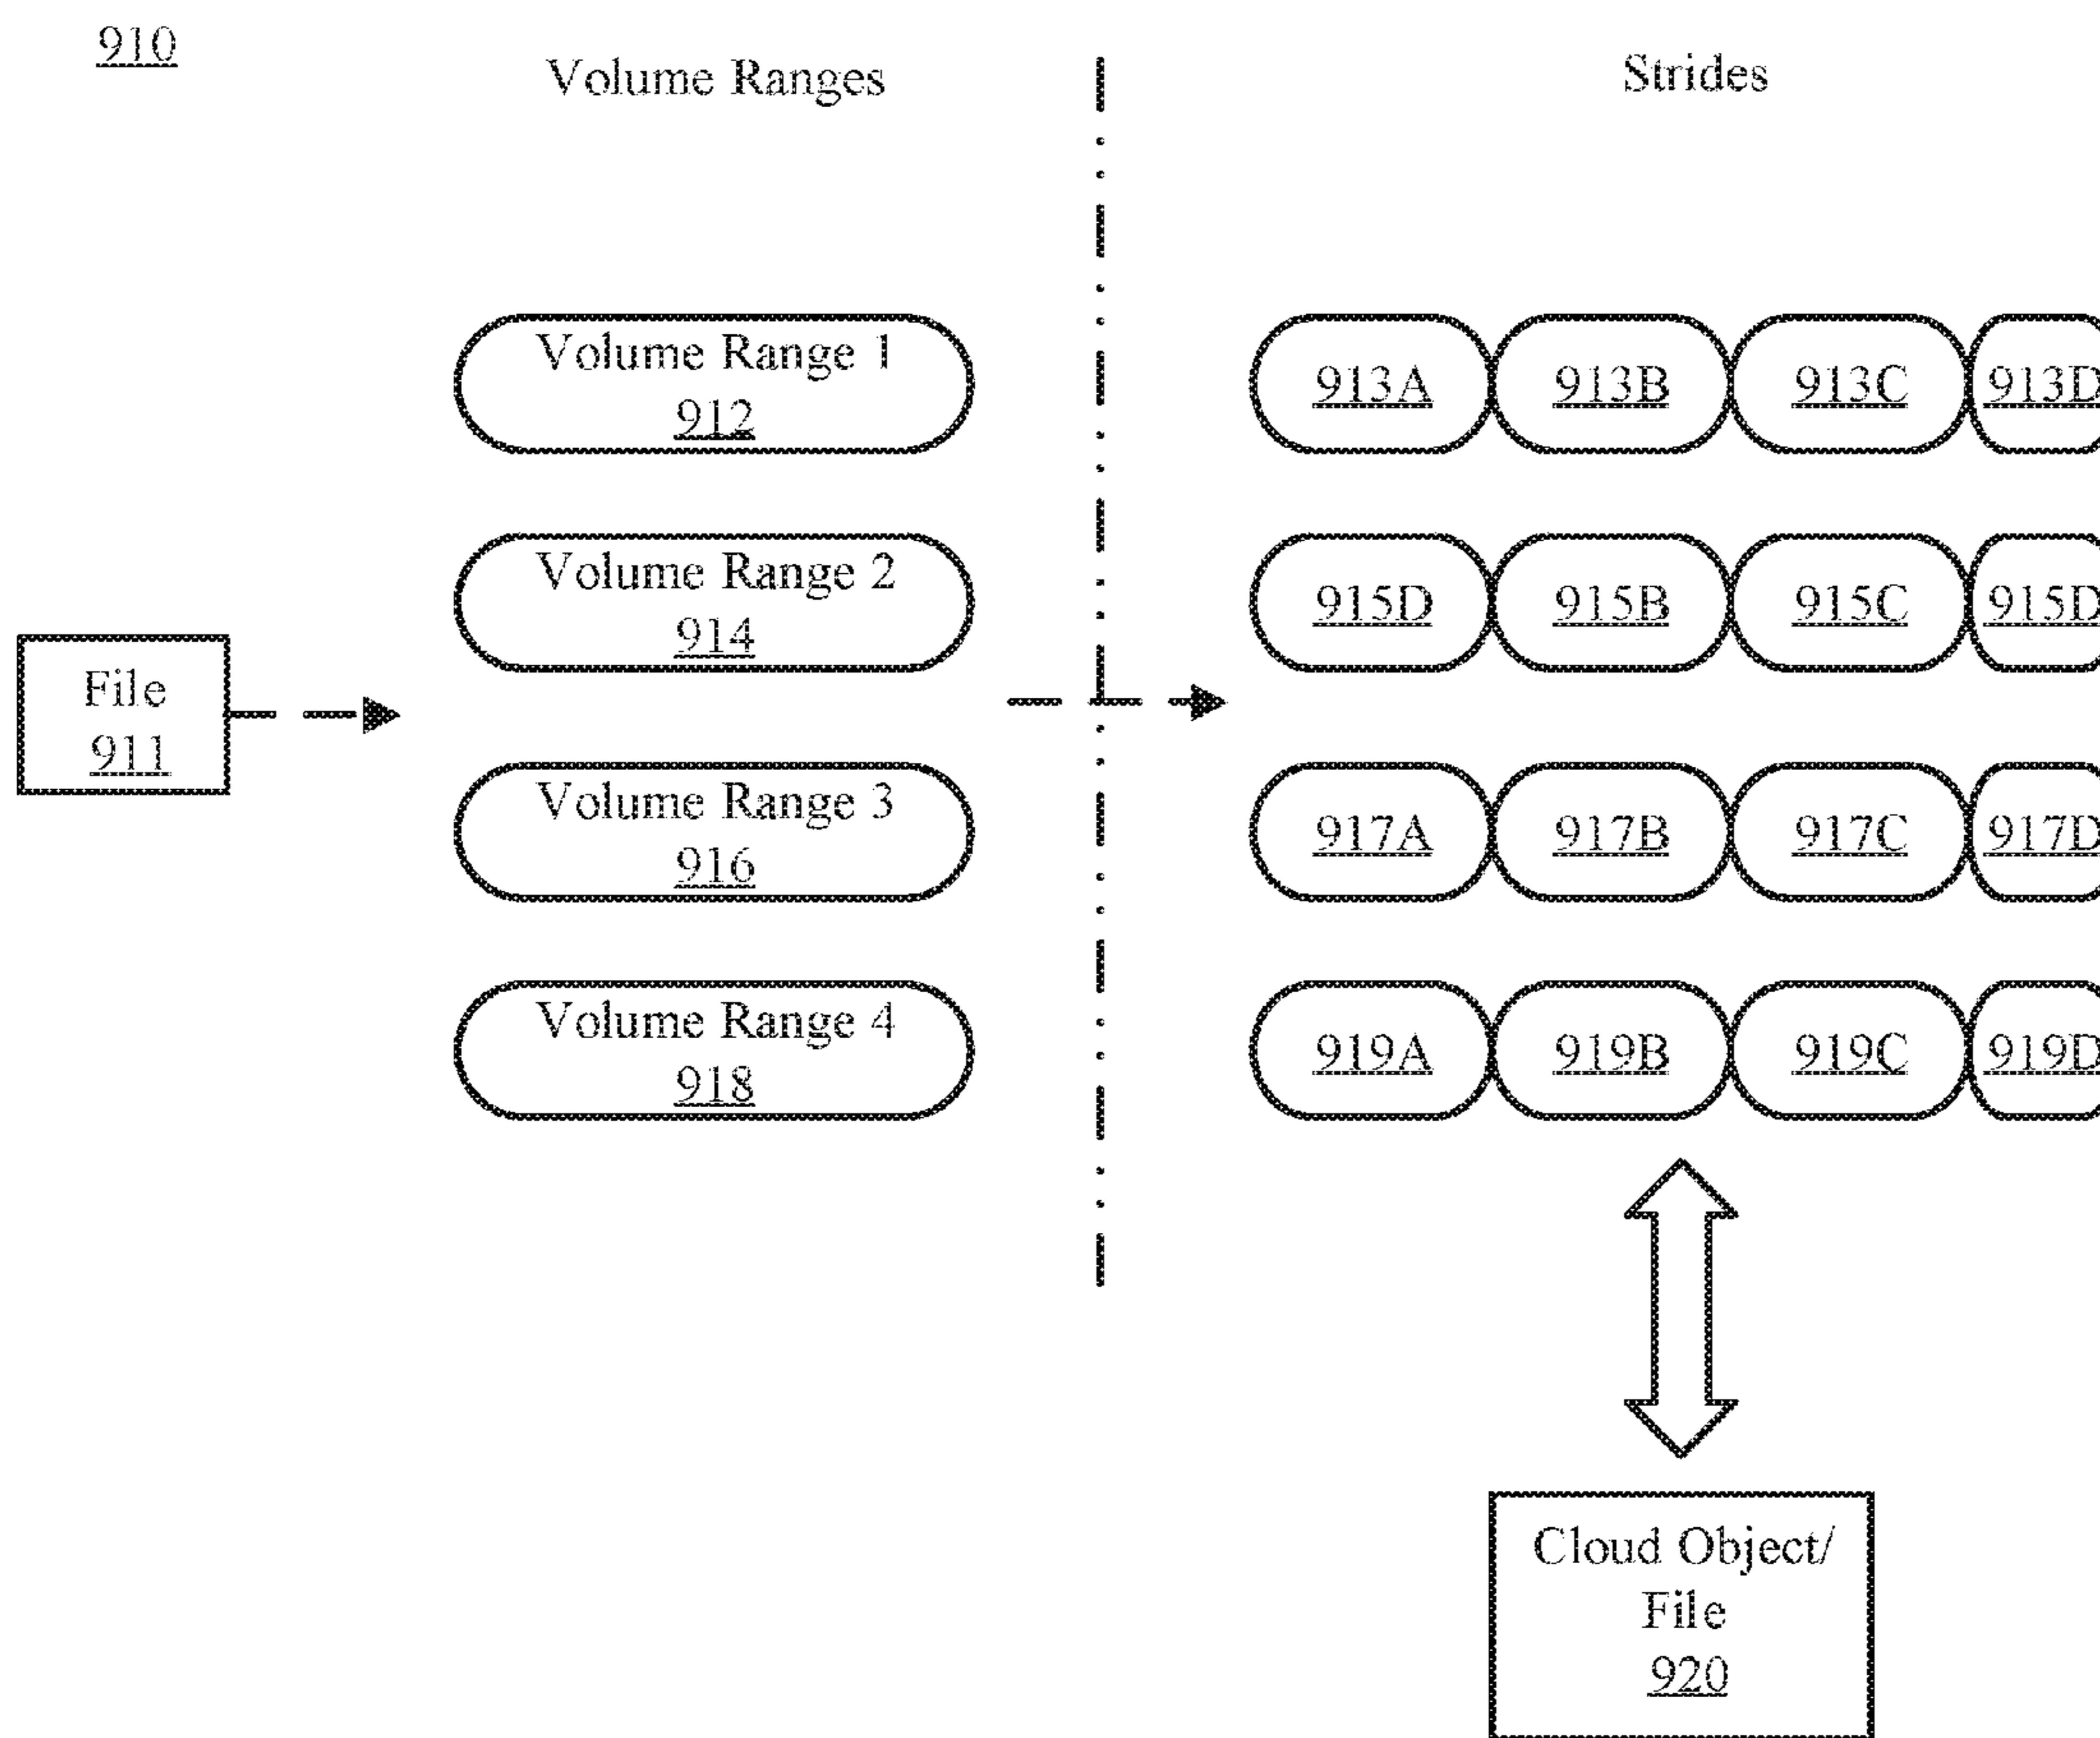 910
Volume Ranges
Strides
Volume Range 1
912
913A 913B 913C 913D
Volume Range 2
914
915D 915B 915C 915D
File
911
Volume Range 3
916
917A 917B 917C 917D
Volume Range 4
918
919A 919B 919C 919D
Cloud Object/
File
920